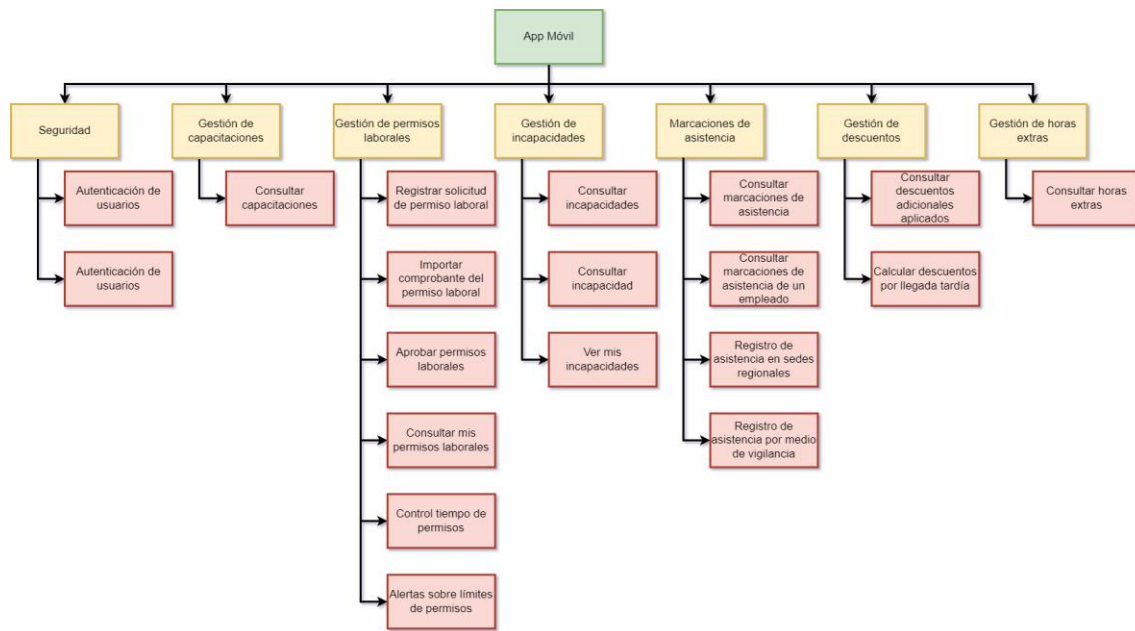 App Móvil
Seguridad
Gestión de
capacitaciones
Gestión de permisos
laborales
Gestión de
incapacidades
Marcaciones de
asistencia
Gestión de
descuentos
Gestión de horas
extras
Autenticación de
usuarios
Autenticación de
usuarios
Consultar
capacitaciones
Registrar solicitud
de permiso laboral
Importar
comprobante del
permiso laboral
Aprobar permisos
laborales
Consultar mis
permisos laborales
Control tiempo de
permisos
Alertas sobre límites
de permisos
Consultar
incapacidades
Consultar
incapacidad
Ver mis
incapacidades
Consultar
marcaciones de
asistencia
Consultar
marcaciones de
asistencia de un
empleado
Registro de
asistencia en sedes
regionales
Registro de
asistencia por medio
de vigilancia
Consultar
descuentos
adicionales
aplicados
Calcular descuentos
por llegada tardía
Consultar horas
extras